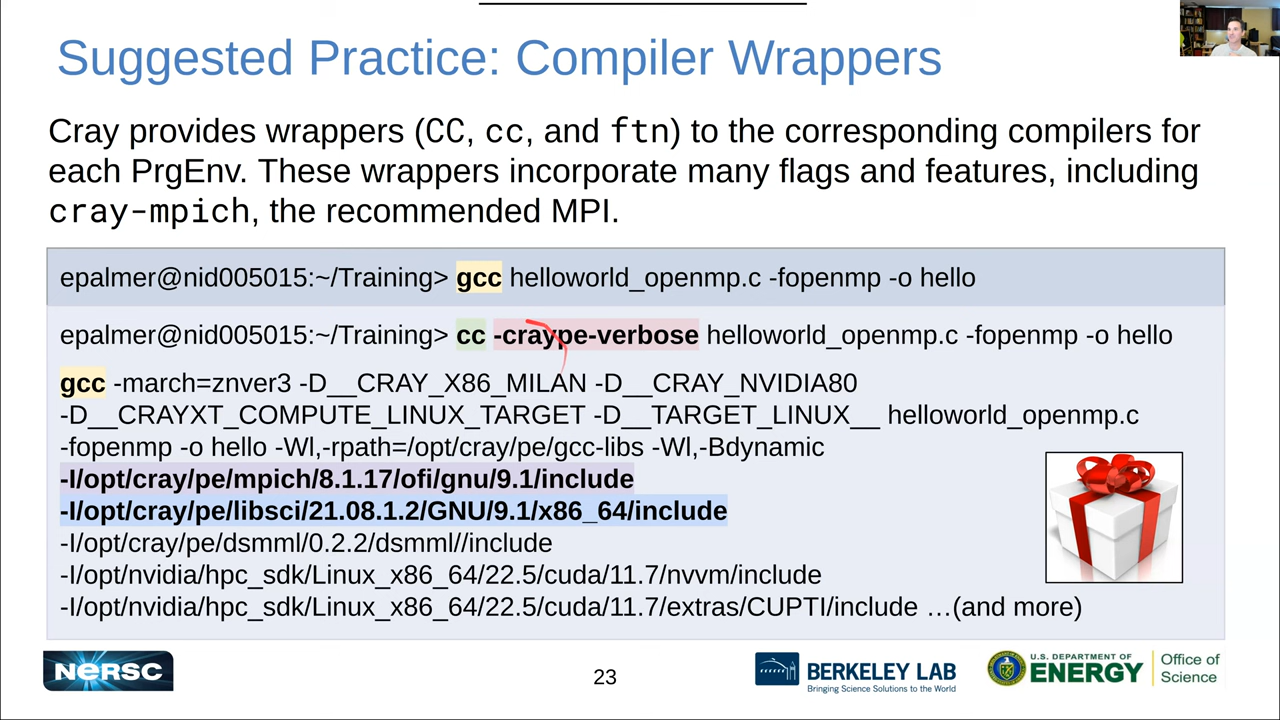 Suggested Practice: Compiler Wrappers
Cray provides wrappers (CC, cc, and ftn) to the corresponding compilers for
each PrgEnv. These wrappers incorporate many flags and features, including
cray-mpich, the recommended MPI.
epalmer@nid005015:~/Training> gcc helloworld_openmp.c -fopenmp -o hello
epalmer@nid005015:~/Training> cc -craype-verbose helloworld_openmp.c -fopenmp -o hello
gcc -march=znver3 -D__CRAY_X86_MILAN -D__CRAY_NVIDIA80
-D__CRAYXT_COMPUTE_LINUX_TARGET -D__TARGET_LINUX__ helloworld_openmp.c
-fopenmp -o hello -Wl,-rpath=/opt/cray/pe/gcc-libs -Wl,-Bdynamic
-I/opt/cray/pe/mpich/8.1.17/ofi/gnu/9.1/include
-I/opt/cray/pe/libsci/21.08.1.2/GNU/9.1/x86_64/include
-I/opt/cray/pe/dsmml/0.2.2/dsmml//include
-I/opt/nvidia/hpc_sdk/Linux_x86_64/22.5/cuda/11.7/nvvm/include
-I/opt/nvidia/hpc_sdk/Linux_x86_64/22.5/cuda/11.7/extras/CUPTI/include …(and more)
NERSC
23
BERKELEY LAB
Bringing Science Solutions to the World
U.S. DEPARTMENT OF
ENERGY
Office of
Science